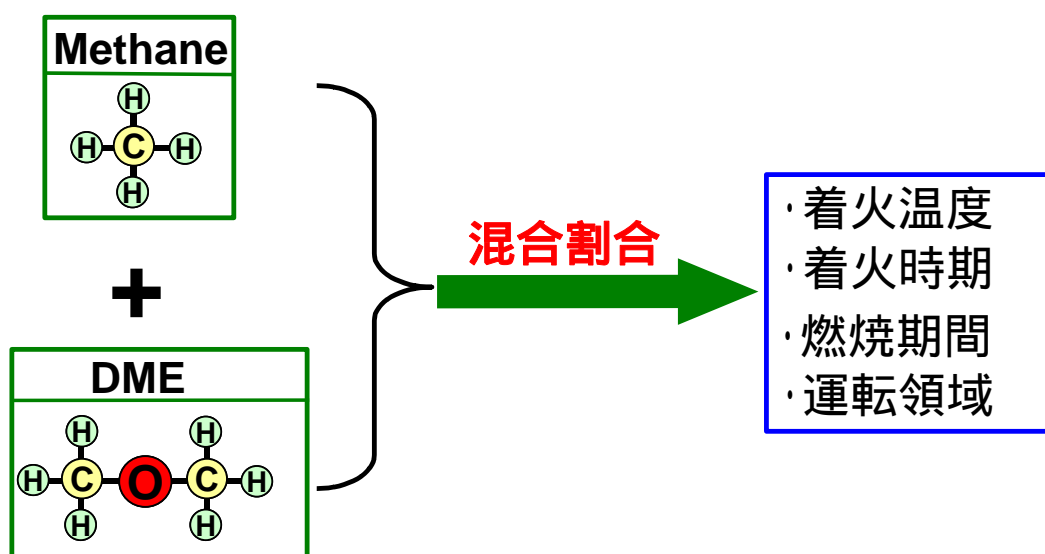 Methane
H
H C H
H
+
DME
H H
H C O C H
H H
混合割合
・着火温度
・着火時期
・燃焼期間
・運転領域